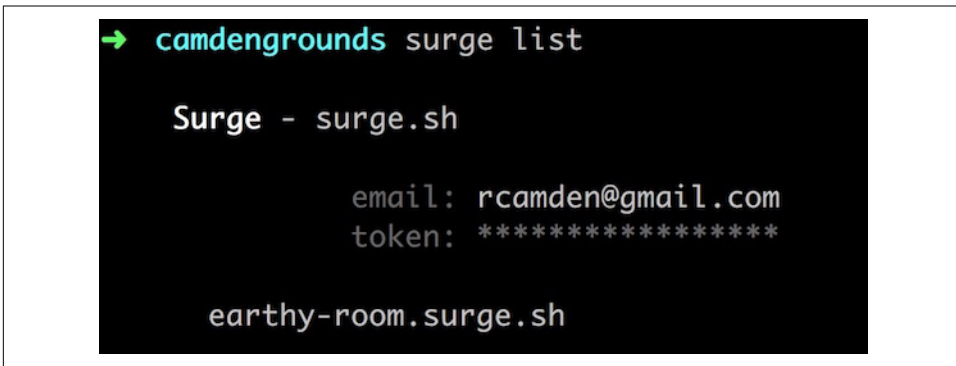 ➜ camdengrounds surge list
Surge - surge.sh
email: rcamden@gmail.com
token: *****************
earthy-room.surge.sh